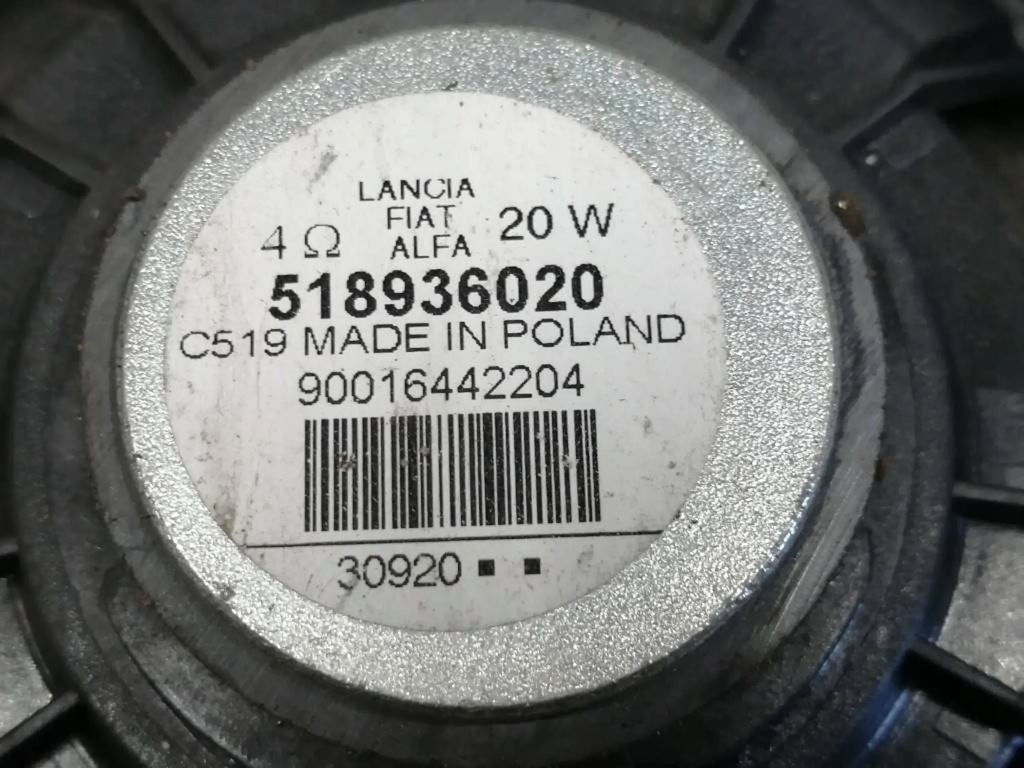 LANCIA
FIAT
4 Ω ALFA 20 W
518936020
C519 MADE IN POLAND
90016442204
30920